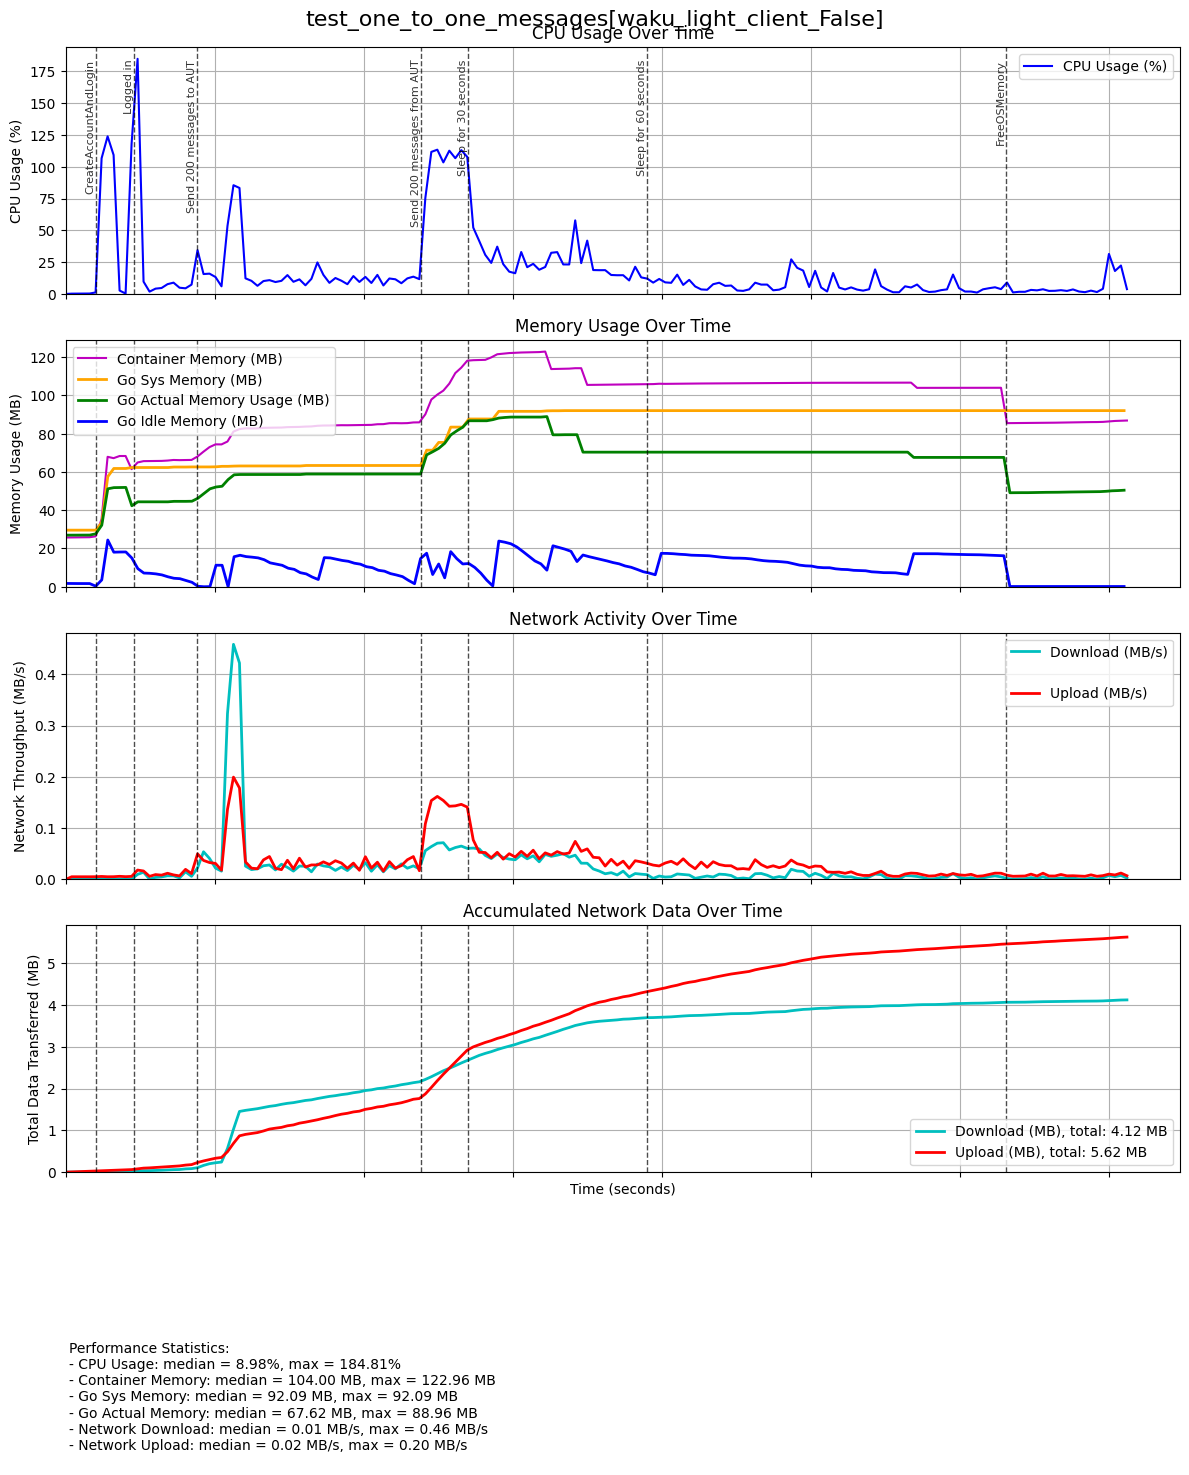 test_one_to_one_messages[waku_light_client_False]
CPU Usage Over Time
CPU Usage (%)
175
150
125
100
75
50
25
0
CreateAccountAndLogin
Logged in
Send 200 messages to AUT
Send 200 messages from AUT
Sleep for 30 seconds
Sleep for 60 seconds
FreeOSMemory
CPU Usage (%)
Memory Usage Over Time
Memory Usage (MB)
120
100
80
60
40
20
0
Container Memory (MB)
Go Sys Memory (MB)
Go Actual Memory Usage (MB)
Go Idle Memory (MB)
Network Activity Over Time
Network Throughput (MB/s)
0.4
0.3
0.2
0.1
0.0
Download (MB/s)
Upload (MB/s)
Accumulated Network Data Over Time
Total Data Transferred (MB)
5
4
3
2
1
0
Download (MB), total: 4.12 MB
Upload (MB), total: 5.62 MB
Time (seconds)
Performance Statistics:
- CPU Usage: median = 8.98%, max = 184.81%
- Container Memory: median = 104.00 MB, max = 122.96 MB
- Go Sys Memory: median = 92.09 MB, max = 92.09 MB
- Go Actual Memory: median = 67.62 MB, max = 88.96 MB
- Network Download: median = 0.01 MB/s, max = 0.46 MB/s
- Network Upload: median = 0.02 MB/s, max = 0.20 MB/s